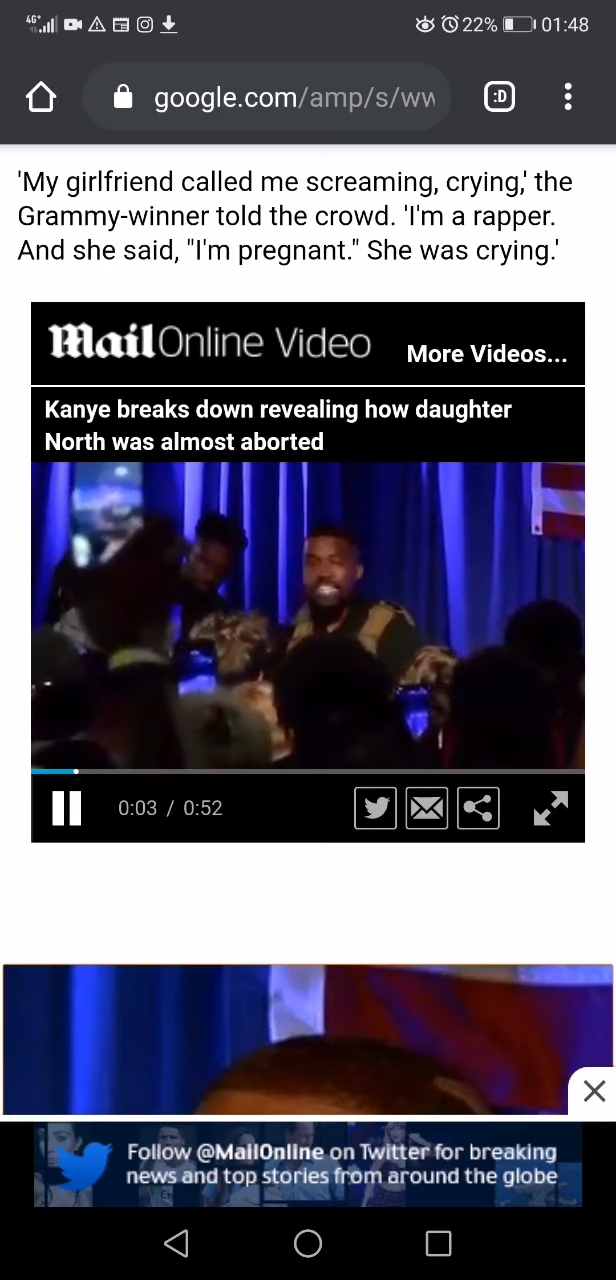 4G+ 22% 01:48
google.com/amp/s/ww
:D
'My girlfriend called me screaming, crying,' the
Grammy-winner told the crowd. 'I'm a rapper.
And she said, "I'm pregnant." She was crying.'
Mail Online Video More Videos...
Kanye breaks down revealing how daughter
North was almost aborted
0:03 / 0:52
Follow @MailOnline on Twitter for breaking
news and top stories from around the globe